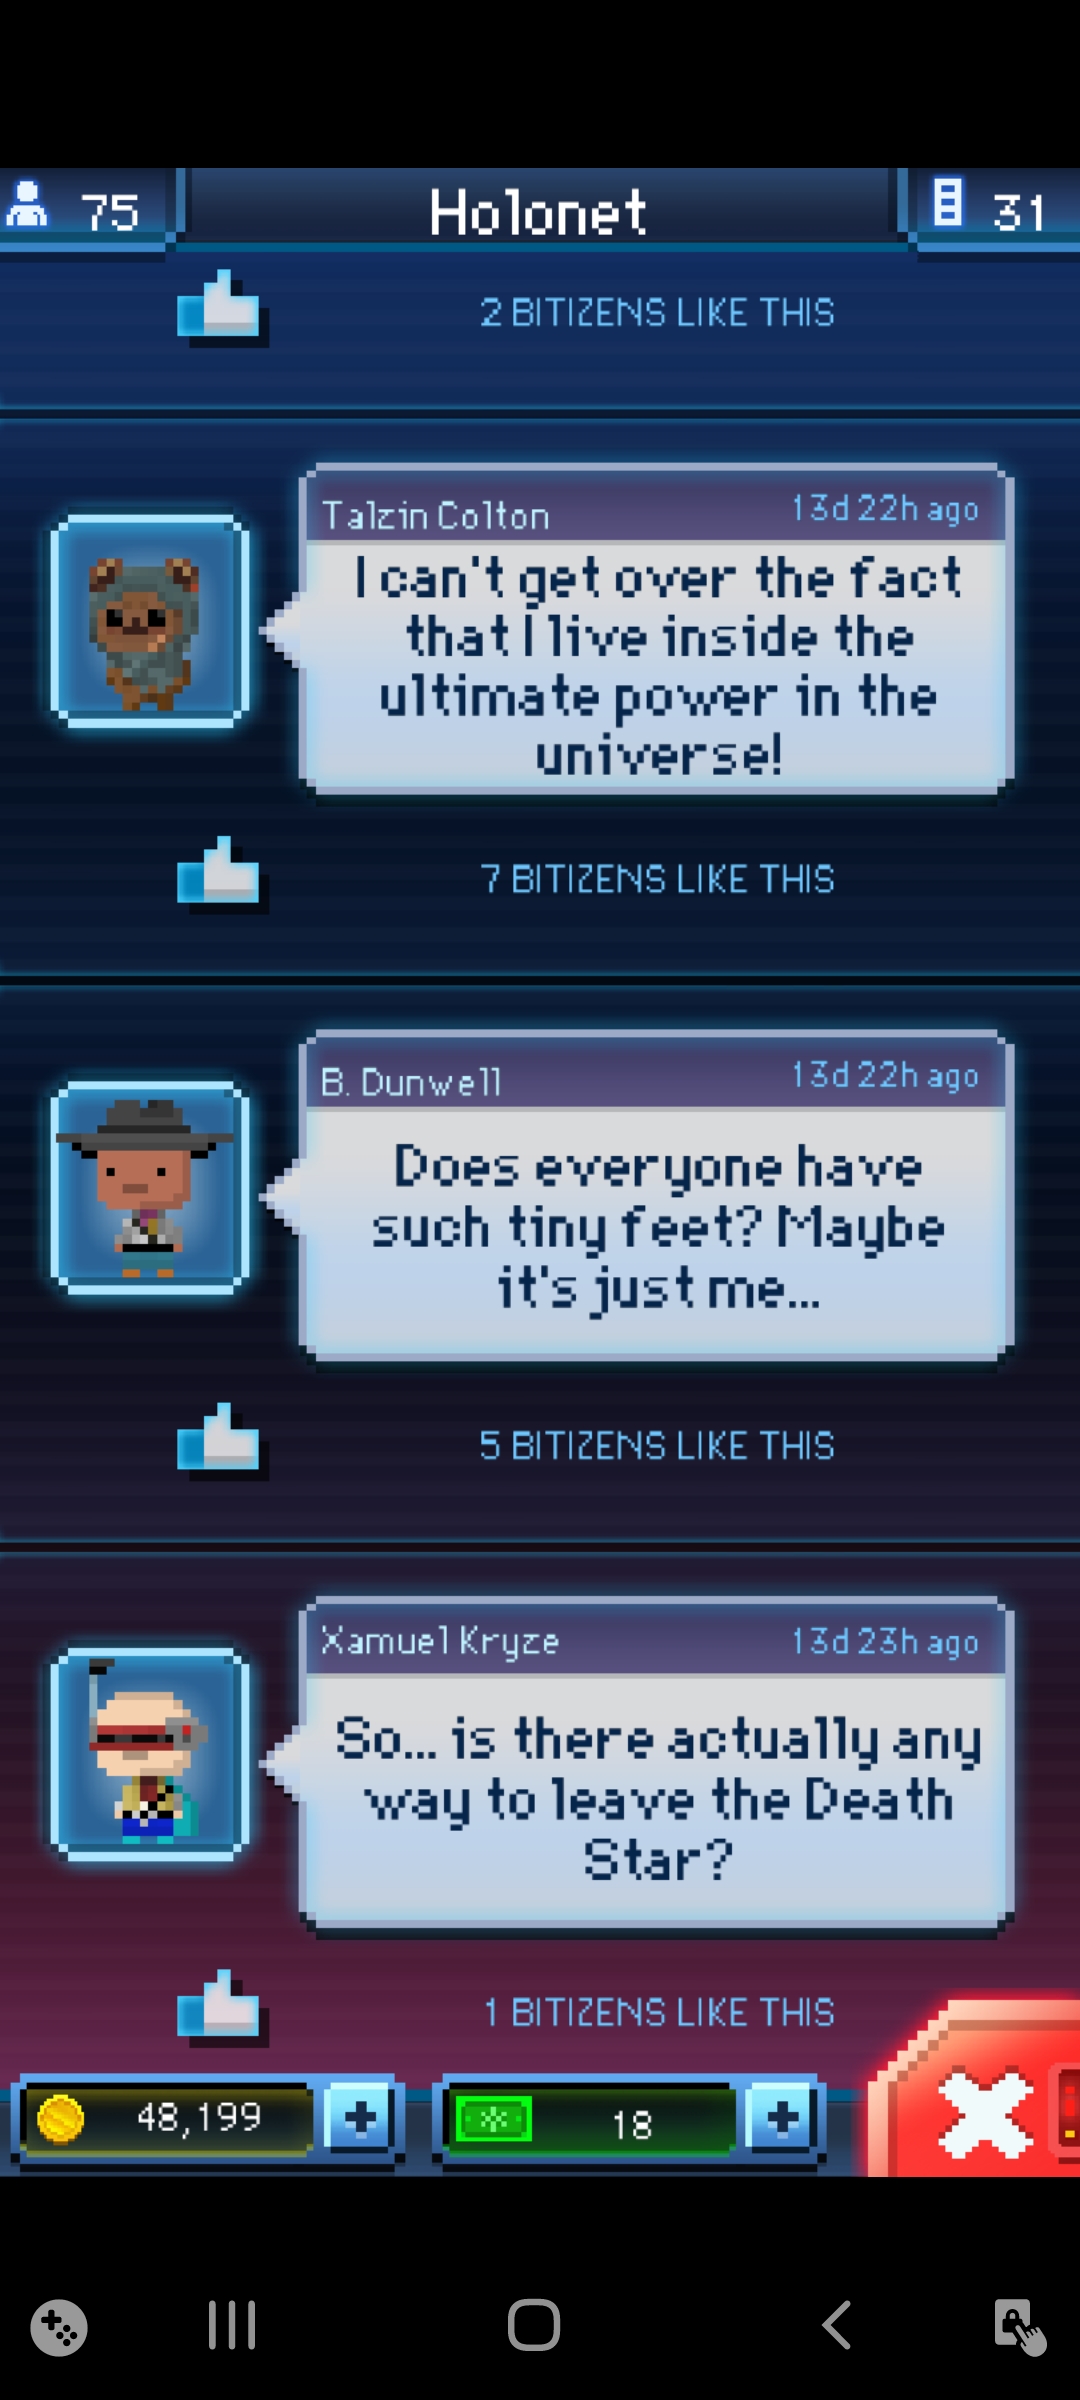 75
Holonet
31
2 BITIZENS LIKE THIS
Talzin Colton
13d 22h ago
I can't get over the fact
that I live inside the
ultimate power in the
universe!
7 BITIZENS LIKE THIS
B. Dunwell
13d 22h ago
Does everyone have
such tiny feet? Maybe
it's just me...
5 BITIZENS LIKE THIS
Xamuel Kryze
13d 23h ago
So... is there actually any
way to leave the Death
Star?
1 BITIZENS LIKE THIS
48,199
18